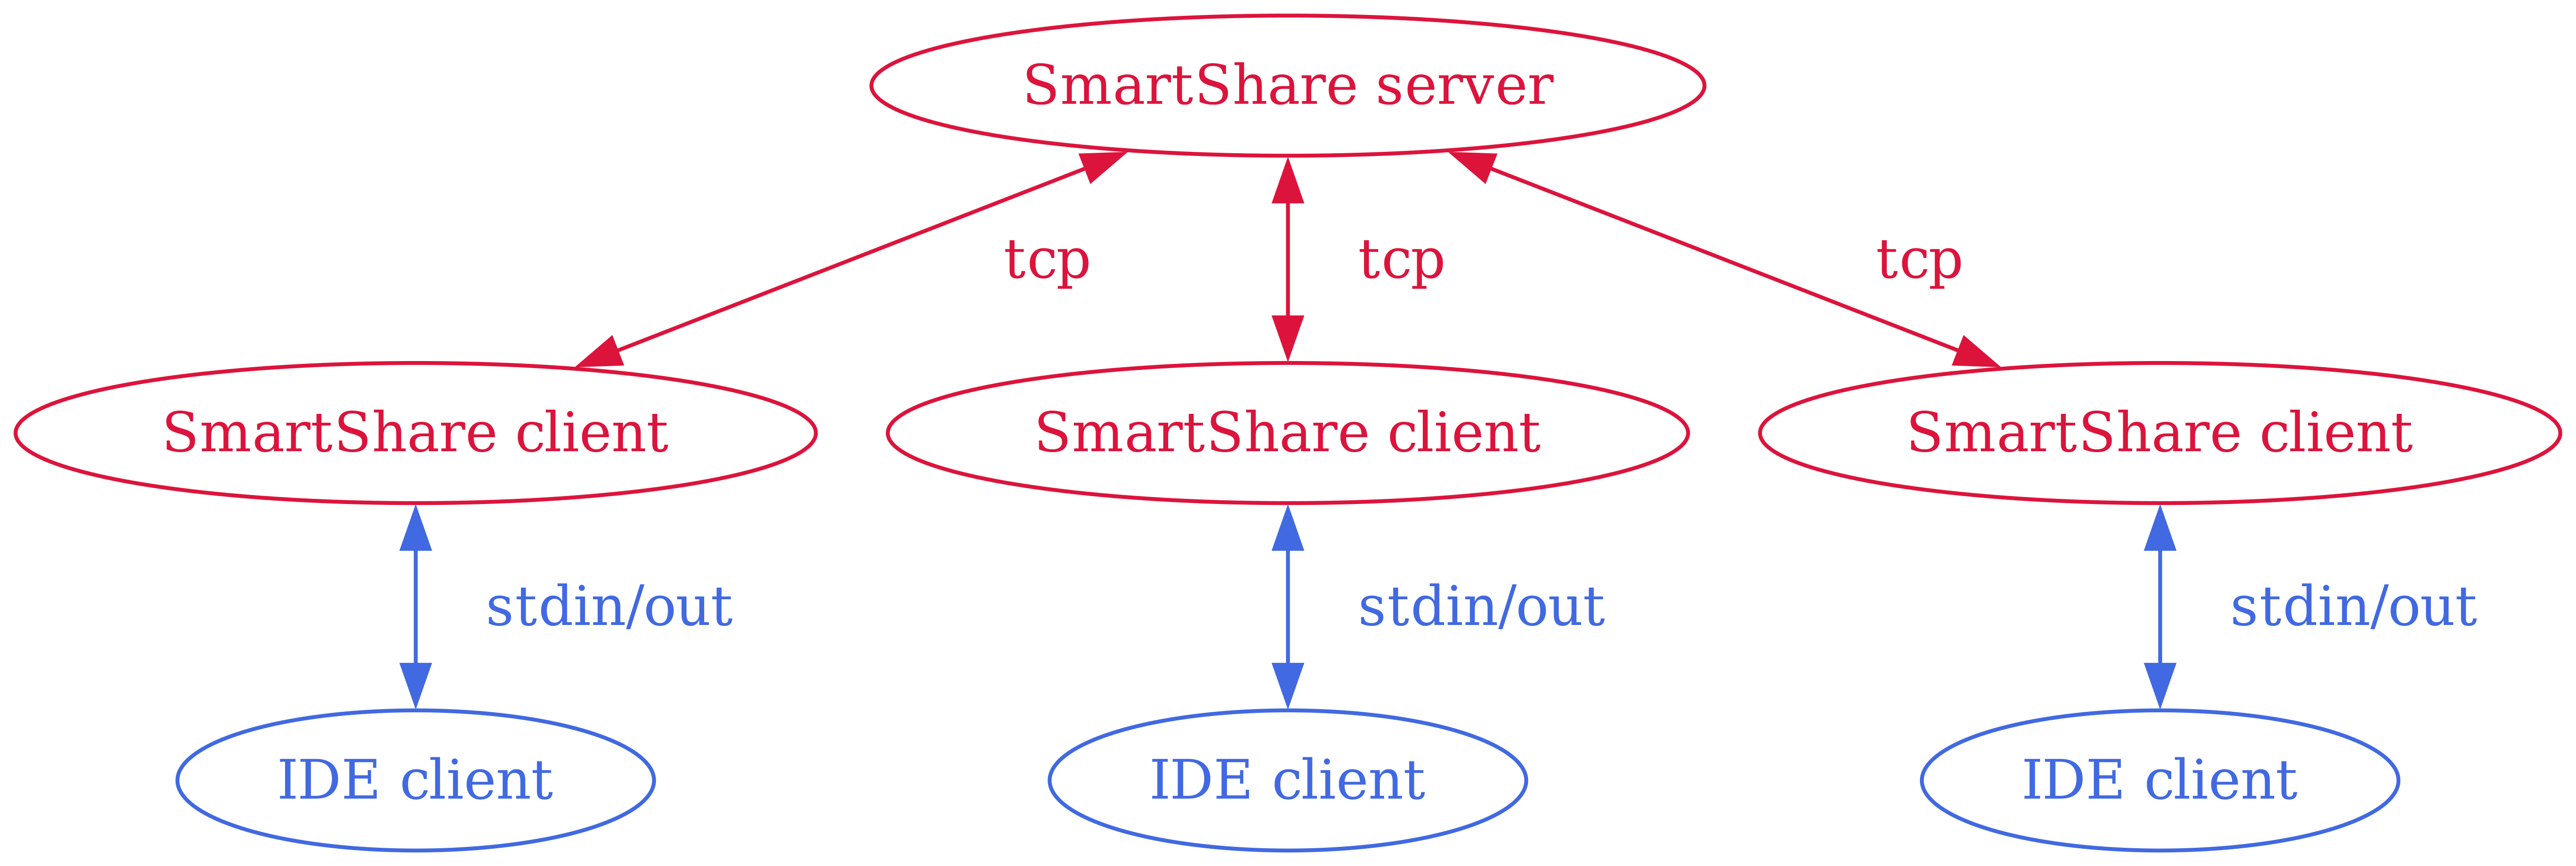 SmartShare server
tcp
tcp
tcp
SmartShare client
SmartShare client
SmartShare client
stdin/out
stdin/out
stdin/out
IDE client
IDE client
IDE client